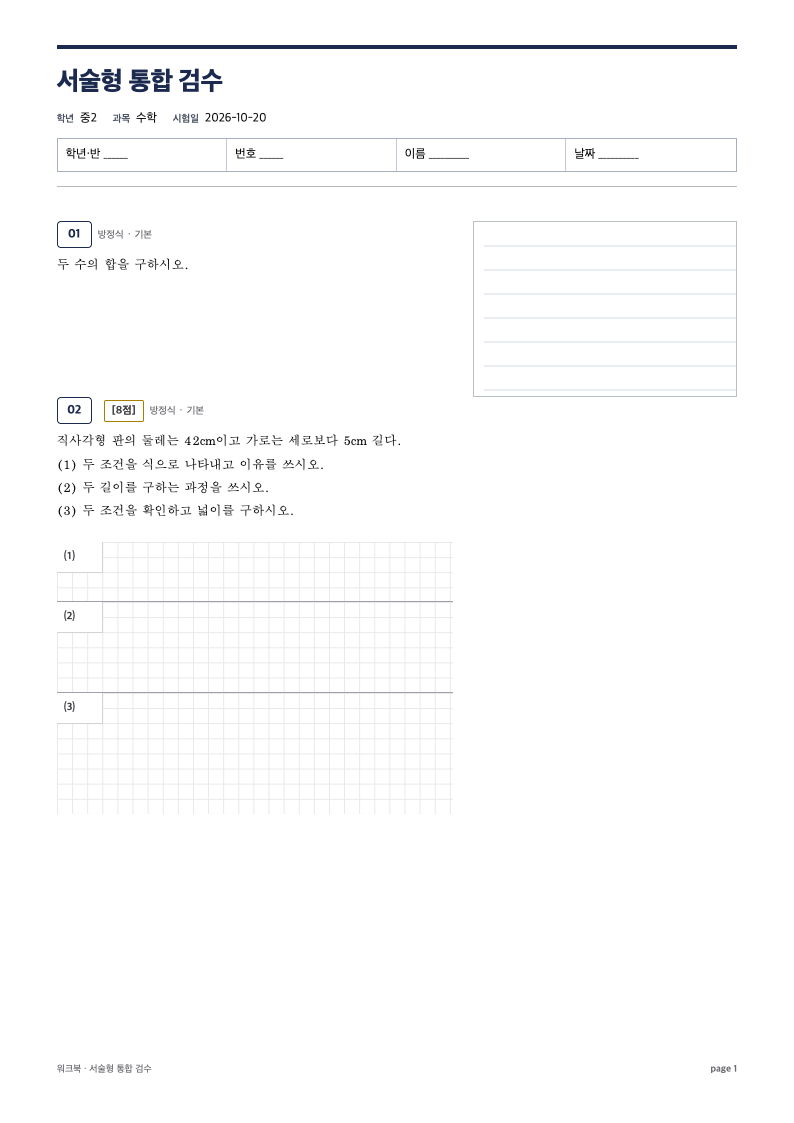 서술형 통합 검수
학년 중2 과목 수학 시험일 2026-10-20
학년·반 _____ 번호 _____ 이름 ________ 날짜 ________
01 방정식 · 기본
두 수의 합을 구하시오.
02 [8점] 방정식 · 기본
직사각형 판의 둘레는 42cm이고 가로는 세로보다 5cm 길다.
(1) 두 조건을 식으로 나타내고 이유를 쓰시오.
(2) 두 길이를 구하는 과정을 쓰시오.
(3) 두 조건을 확인하고 넓이를 구하시오.
(1)
(2)
(3)
워크북 · 서술형 통합 검수 page 1